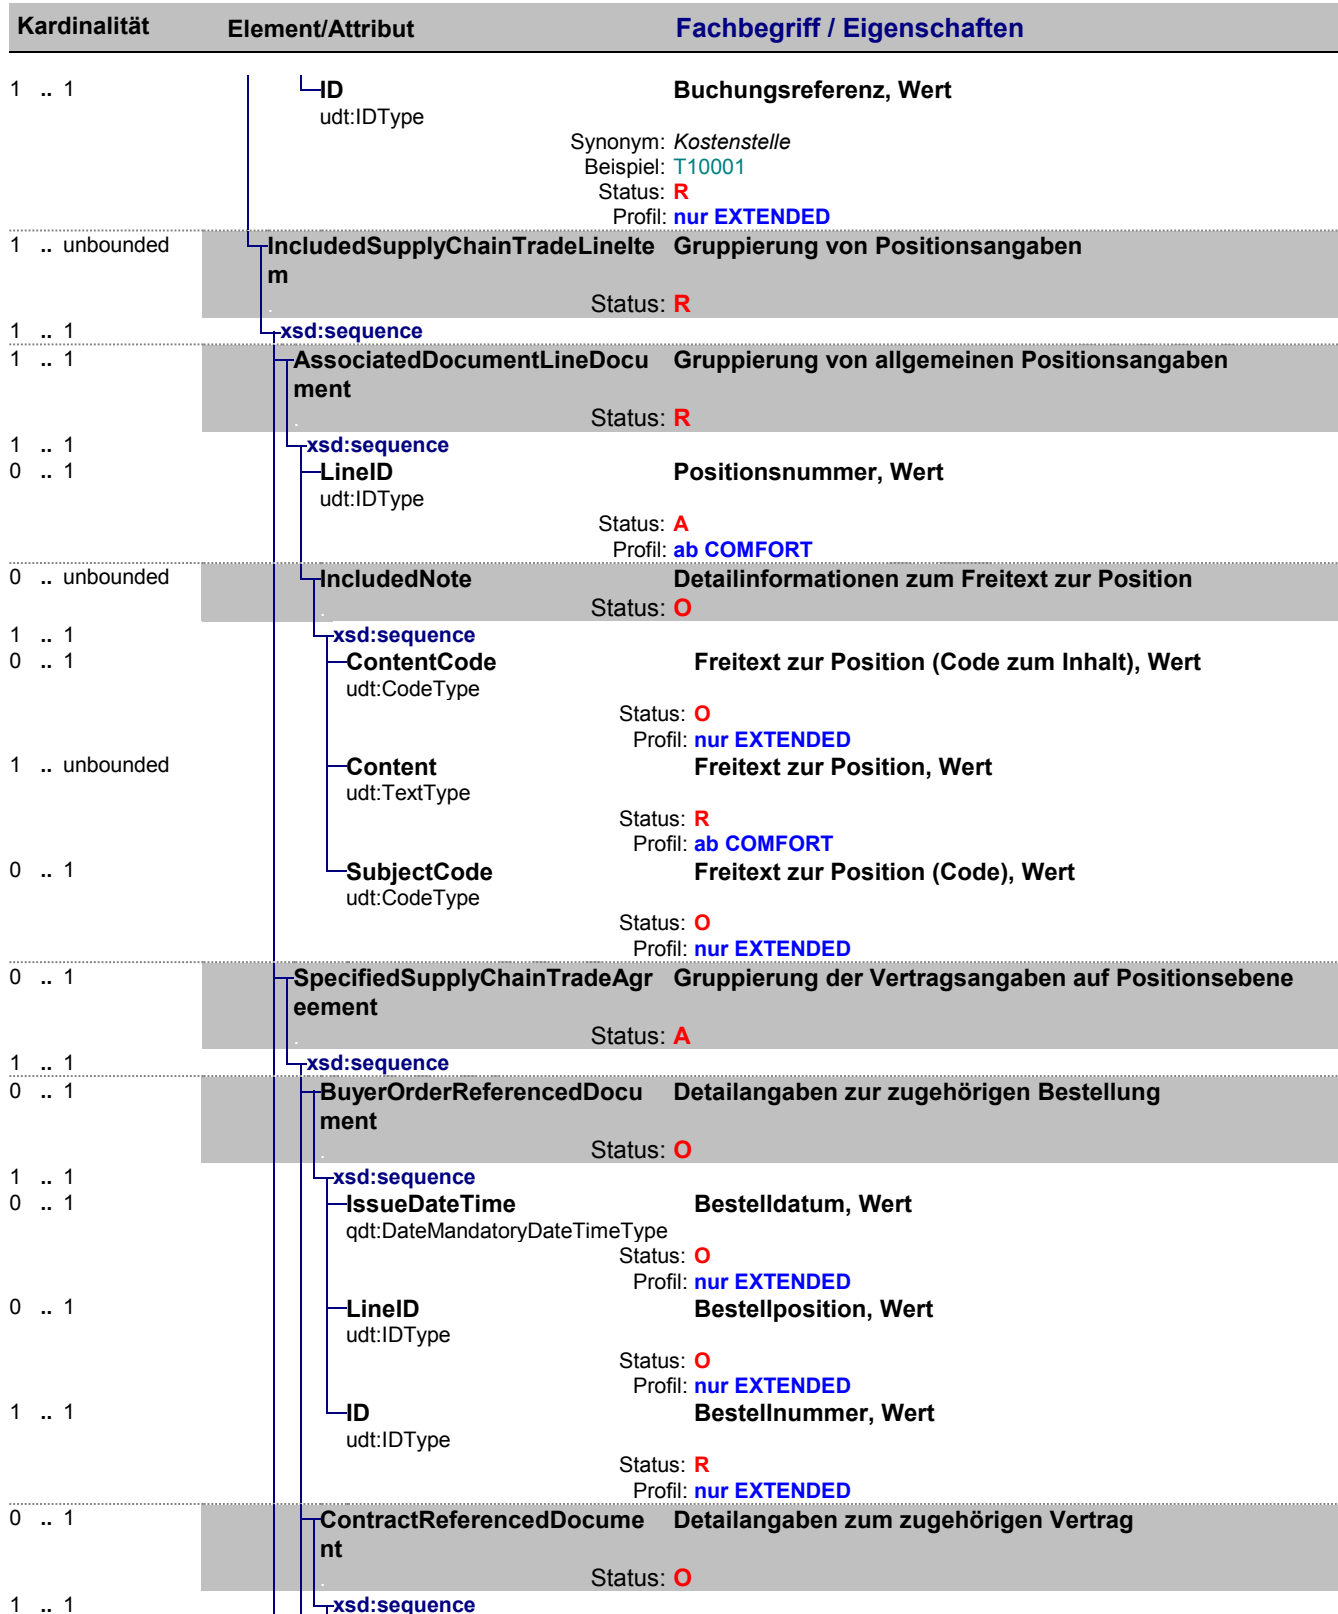 Kardinalität Element/Attribut Fachbegriff / Eigenschaften
1 .. 1 ID Buchungsreferenz, Wert
udt:IDType
Synonym: Kostenstelle
Beispiel: T10001
Status: R
Profil: nur EXTENDED
1 .. unbounded IncludedSupplyChainTradeLineIte Gruppierung von Positionsangaben
m
. Status: R
1 .. 1 xsd:sequence
1 .. 1 AssociatedDocumentLineDocu Gruppierung von allgemeinen Positionsangaben
ment
. Status: R
1 .. 1 xsd:sequence
0 .. 1 LineID Positionsnummer, Wert
udt:IDType
Status: A
Profil: ab COMFORT
0 .. unbounded IncludedNote Detailinformationen zum Freitext zur Position
. Status: O
1 .. 1 xsd:sequence
0 .. 1 ContentCode Freitext zur Position (Code zum Inhalt), Wert
udt:CodeType
Status: O
Profil: nur EXTENDED
1 .. unbounded Content Freitext zur Position, Wert
udt:TextType
Status: R
Profil: ab COMFORT
0 .. 1 SubjectCode Freitext zur Position (Code), Wert
udt:CodeType
Status: O
Profil: nur EXTENDED
0 .. 1 SpecifiedSupplyChainTradeAgr Gruppierung der Vertragsangaben auf Positionsebene
eement
. Status: A
1 .. 1 xsd:sequence
0 .. 1 BuyerOrderReferencedDocu Detailangaben zur zugehörigen Bestellung
ment
. Status: O
1 .. 1 xsd:sequence
0 .. 1 IssueDateTime Bestelldatum, Wert
qdt:DateMandatoryDateTimeType
Status: O
Profil: nur EXTENDED
0 .. 1 LineID Bestellposition, Wert
udt:IDType
Status: O
Profil: nur EXTENDED
1 .. 1 ID Bestellnummer, Wert
udt:IDType
Status: R
Profil: nur EXTENDED
0 .. 1 ContractReferencedDocume Detailangaben zum zugehörigen Vertrag
nt
. Status: O
1 .. 1 xsd:sequence